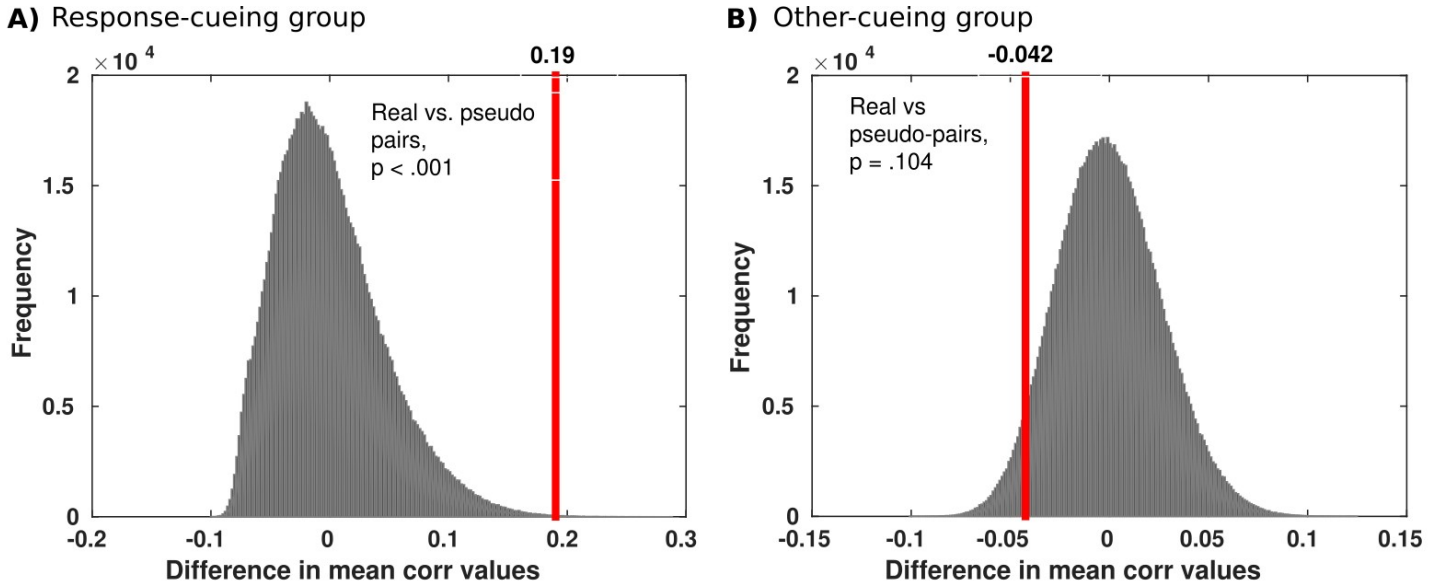 A) Response-cueing group
0.19
×10 4
2
1.5
1
0.5
0
Frequency
Real vs. pseudo
pairs,
p < .001
-0.2
-0.1
0
0.1
0.2
0.3
Difference in mean corr values
B) Other-cueing group
-0.042
×10 4
2
1.5
1
0.5
0
Frequency
Real vs
pseudo-pairs,
p = .104
-0.15
-0.1
-0.05
0
0.05
0.1
0.15
Difference in mean corr values